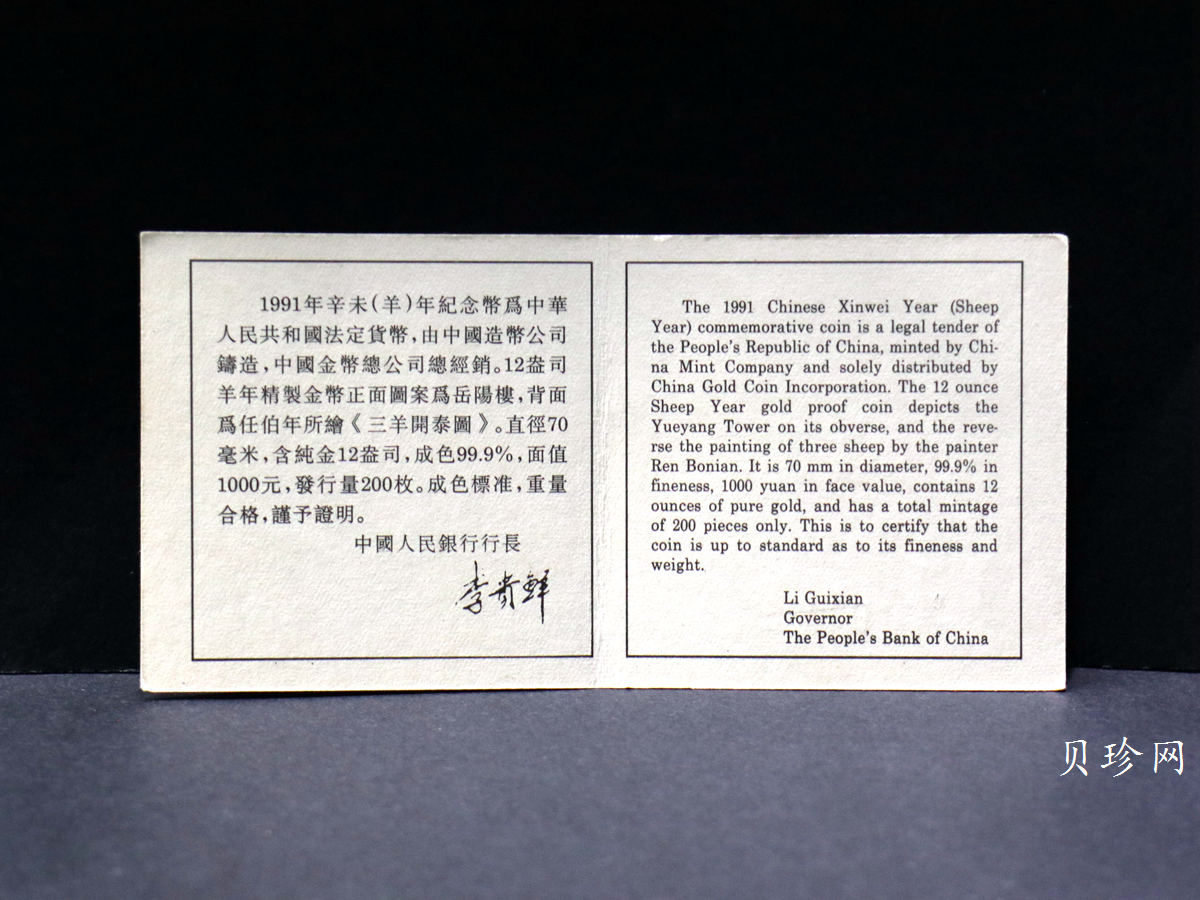 1991年辛未(羊)年紀念幣爲中華
人民共和國法定貨幣,由中國造幣公司
鑄造,中國金幣總公司總經銷。12盎司
羊年精製金幣正面圖案爲岳陽樓,背面
爲任伯年所繪《三羊開泰圖》。直徑70
毫米,含純金12盎司,成色99.9%,面值
1000元,發行量200枚。成色標准,重量
合格,謹予證明。
中國人民銀行行長
李貴鮮
The 1991 Chinese Xinwei Year (Sheep
Year) commemorative coin is a legal tender of
the People's Republic of China, minted by Chi-
na Mint Company and solely distributed by
China Gold Coin Incorporation. The 12 ounce
Sheep Year gold proof coin depicts the
Yueyang Tower on its obverse, and the reve-
rse the painting of three sheep by the painter
Ren Bonian. It is 70 mm in diameter, 99.9% in
fineness, 1000 yuan in face value, contains 12
ounces of pure gold, and has a total mintage
of 200 pieces only. This is to certify that the
coin is up to standard as to its fineness and
weight.
Li Guixian
Governor
The People's Bank of China
贝珍网